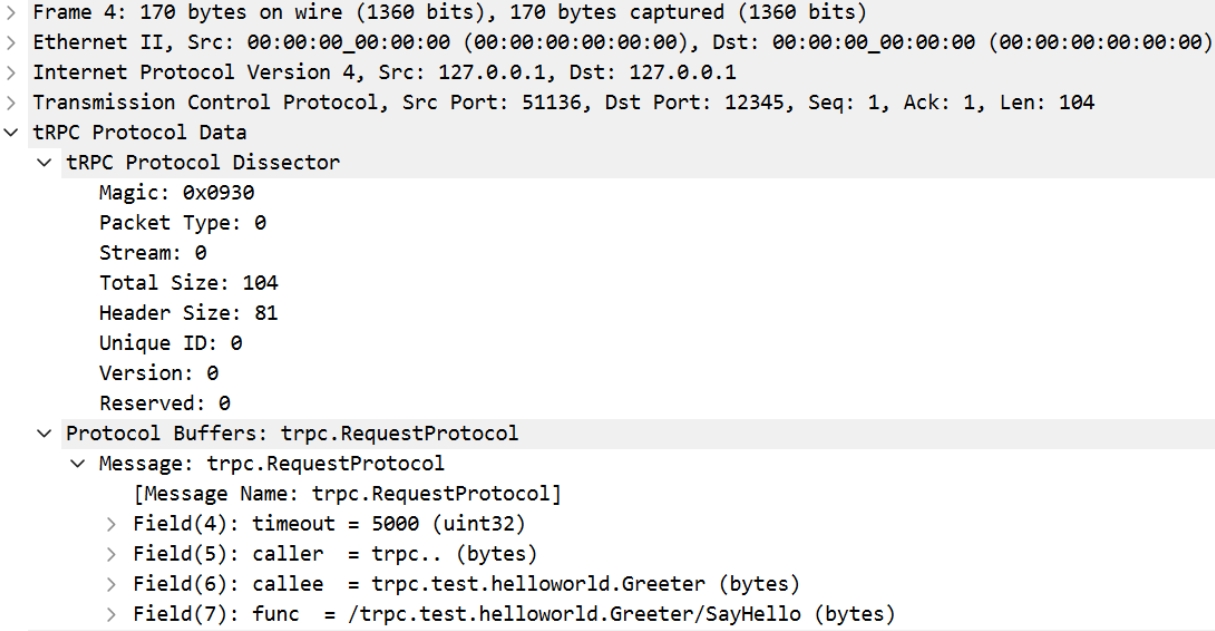 Frame 4: 170 bytes on wire (1360 bits), 170 bytes captured (1360 bits)
Ethernet II, Src: 00:00:00_00:00:00 (00:00:00:00:00:00), Dst: 00:00:00_00:00:00 (00:00:00:00:00:00)
Internet Protocol Version 4, Src: 127.0.0.1, Dst: 127.0.0.1
Transmission Control Protocol, Src Port: 51136, Dst Port: 12345, Seq: 1, Ack: 1, Len: 104
tRPC Protocol Data
tRPC Protocol Dissector
Magic: 0x0930
Packet Type: 0
Stream: 0
Total Size: 104
Header Size: 81
Unique ID: 0
Version: 0
Reserved: 0
Protocol Buffers: trpc.RequestProtocol
Message: trpc.RequestProtocol
[Message Name: trpc.RequestProtocol]
Field(4): timeout = 5000 (uint32)
Field(5): caller  = trpc.. (bytes)
Field(6): callee  = trpc.test.helloworld.Greeter (bytes)
Field(7): func  = /trpc.test.helloworld.Greeter/SayHello (bytes)